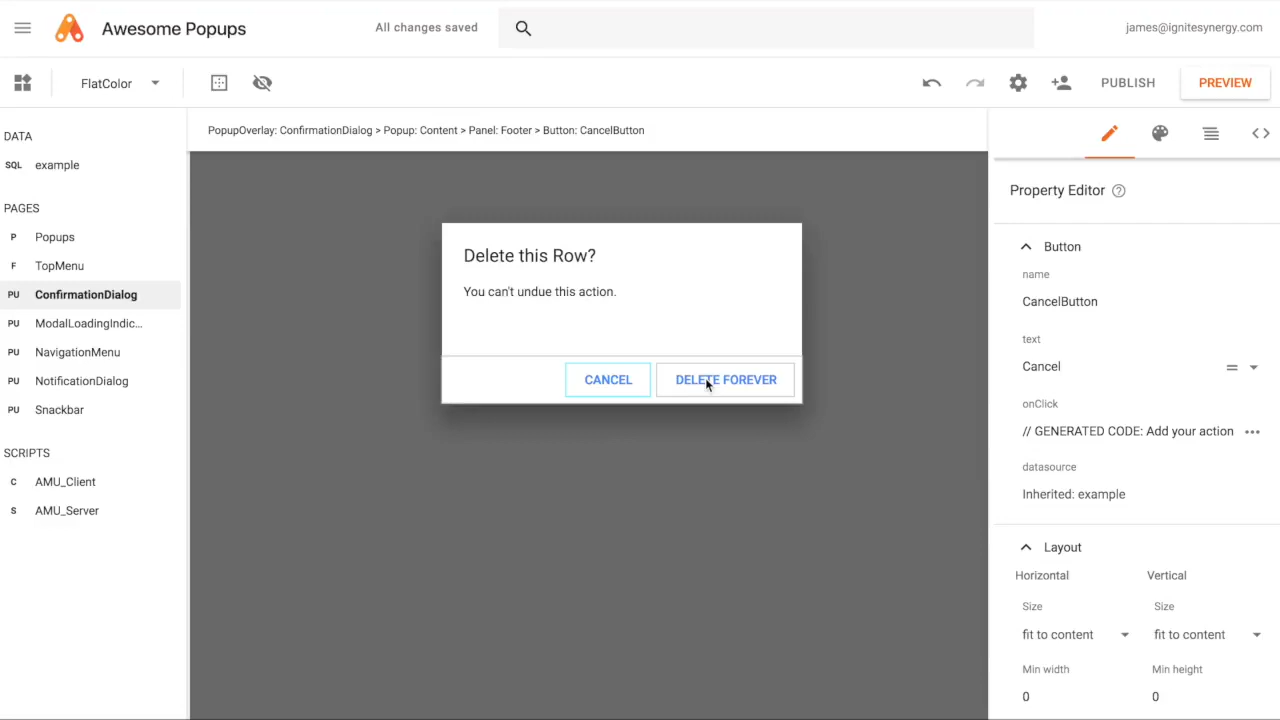 Awesome Popups
All changes saved
james@ignitesynergy.com
FlatColor
PUBLISH
PREVIEW
DATA
SQL example
PAGES
P Popups
F TopMenu
PU ConfirmationDialog
PU ModalLoadingIndic...
PU NavigationMenu
PU NotificationDialog
PU Snackbar
SCRIPTS
C AMU_Client
S AMU_Server
PopupOverlay: ConfirmationDialog > Popup: Content > Panel: Footer > Button: CancelButton
Delete this Row?
You can't undue this action.
CANCEL
DELETE FOREVER
Property Editor
Button
name
CancelButton
text
Cancel
onClick
// GENERATED CODE: Add your action
datasource
Inherited: example
Layout
Horizontal Vertical
Size Size
fit to content fit to content
Min width Min height
0 0